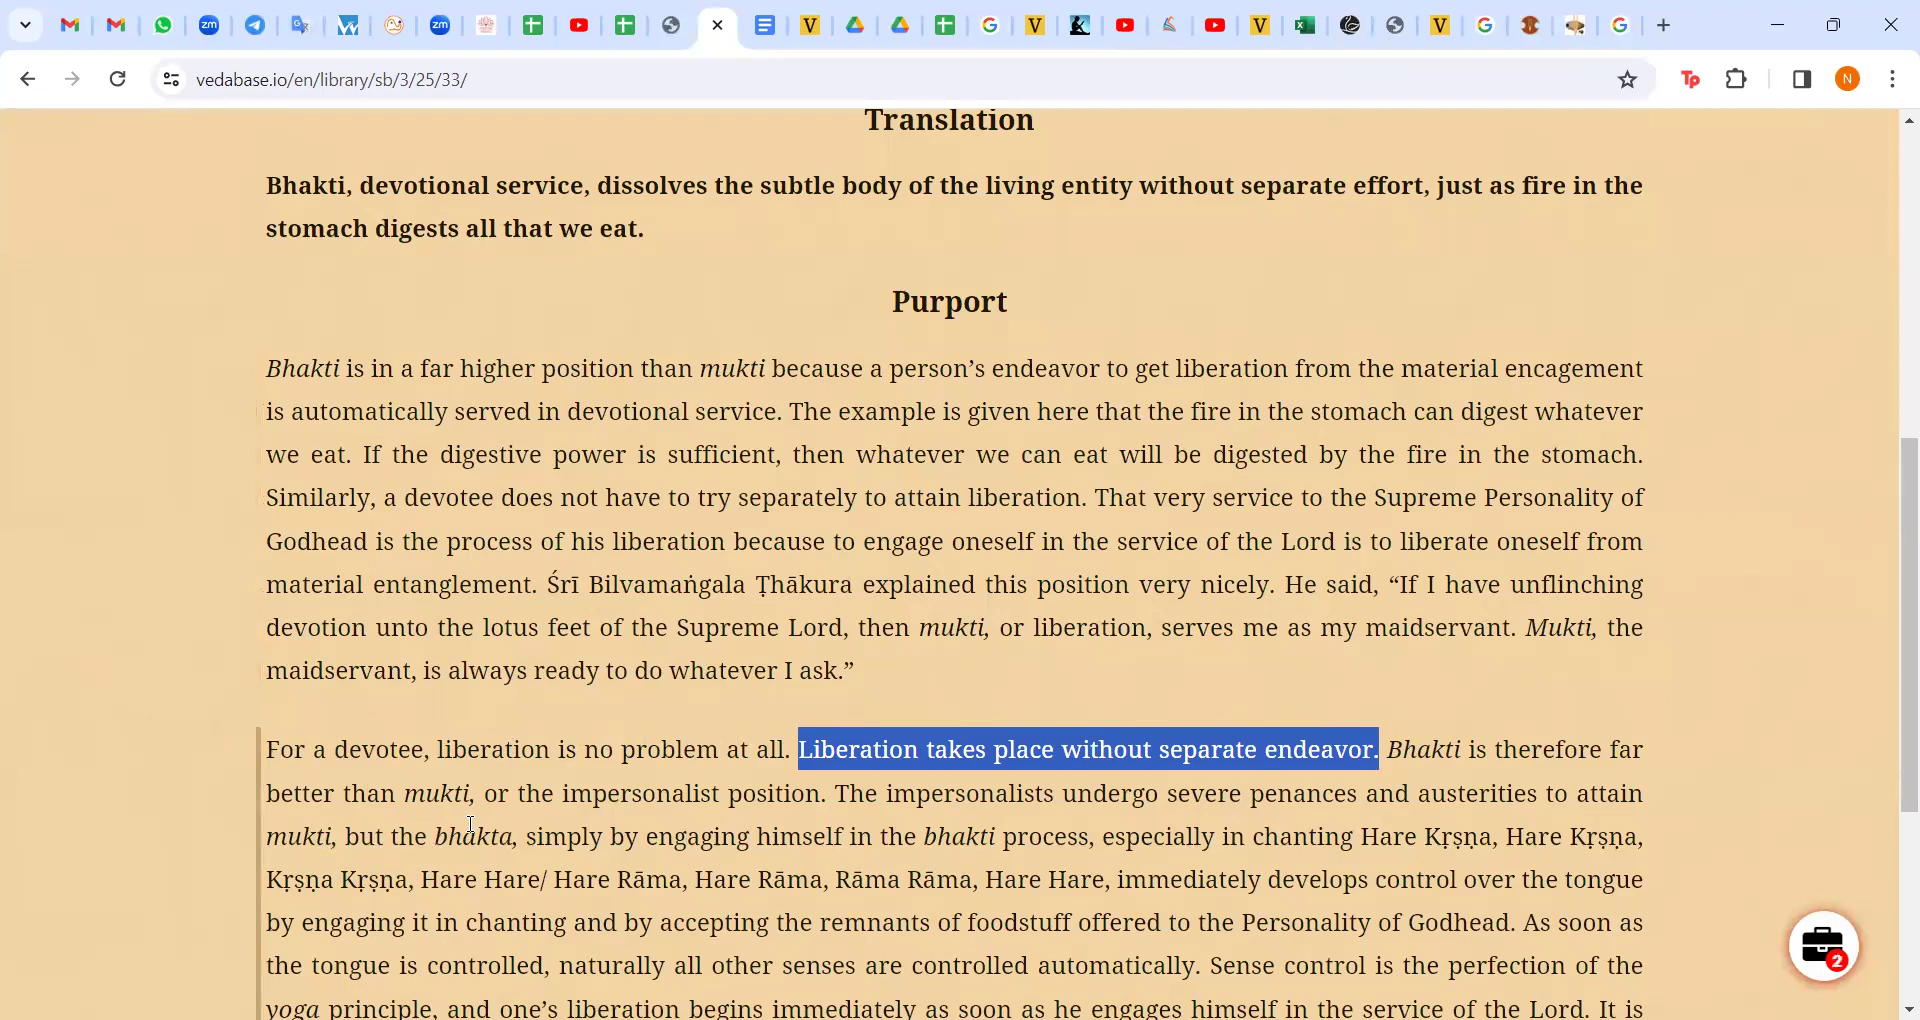 vedabase.io/en/library/sb/3/25/33/
Translation
Bhakti, devotional service, dissolves the subtle body of the living entity without separate effort, just as fire in the
stomach digests all that we eat.
Purport
Bhakti is in a far higher position than mukti because a person’s endeavor to get liberation from the material encagement
is automatically served in devotional service. The example is given here that the fire in the stomach can digest whatever
we eat. If the digestive power is sufficient, then whatever we can eat will be digested by the fire in the stomach.
Similarly, a devotee does not have to try separately to attain liberation. That very service to the Supreme Personality of
Godhead is the process of his liberation because to engage oneself in the service of the Lord is to liberate oneself from
material entanglement. Śrī Bilvamaṅgala Ṭhākura explained this position very nicely. He said, “If I have unflinching
devotion unto the lotus feet of the Supreme Lord, then mukti, or liberation, serves me as my maidservant. Mukti, the
maidservant, is always ready to do whatever I ask.”
For a devotee, liberation is no problem at all. Liberation takes place without separate endeavor. Bhakti is therefore far
better than mukti, or the impersonalist position. The impersonalists undergo severe penances and austerities to attain
mukti, but the bhakta, simply by engaging himself in the bhakti process, especially in chanting Hare Kṛṣṇa, Hare Kṛṣṇa,
Kṛṣṇa Kṛṣṇa, Hare Hare/ Hare Rāma, Hare Rāma, Rāma Rāma, Hare Hare, immediately develops control over the tongue
by engaging it in chanting and by accepting the remnants of foodstuff offered to the Personality of Godhead. As soon as
the tongue is controlled, naturally all other senses are controlled automatically. Sense control is the perfection of the
yoga principle, and one’s liberation begins immediately as soon as he engages himself in the service of the Lord. It is
zm
zm
V
V
V
V
Tp
N
2